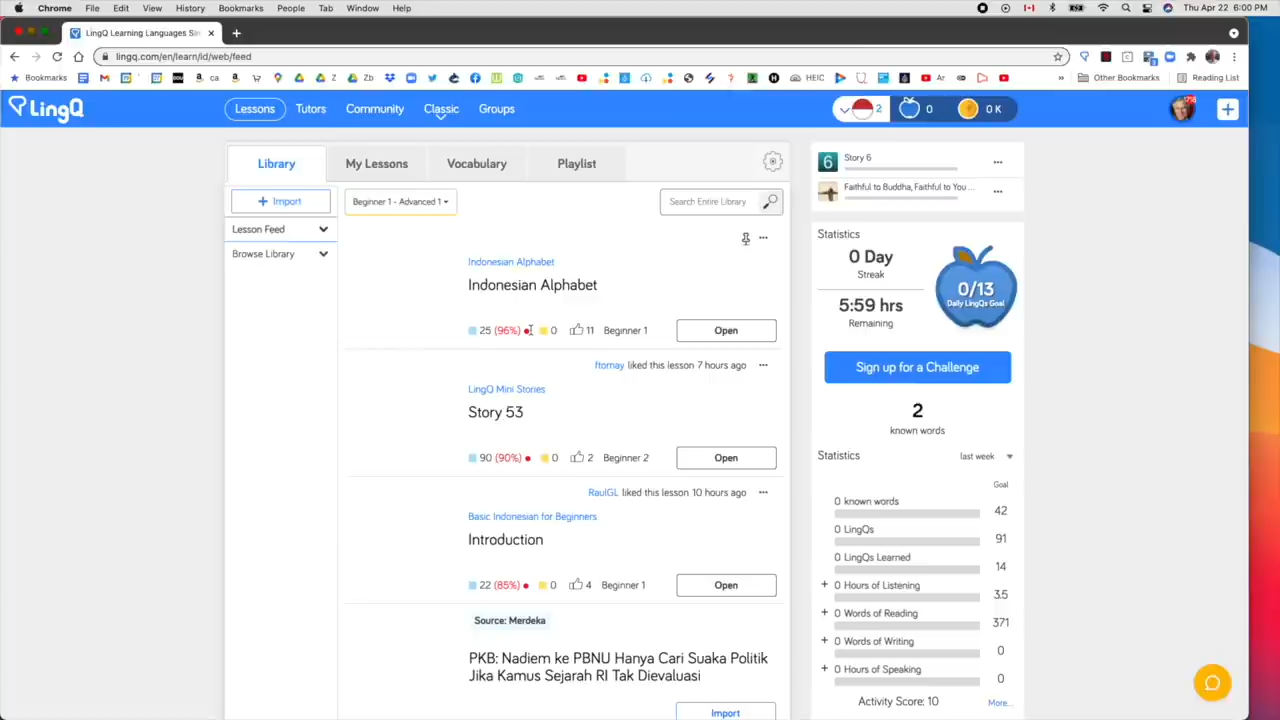 Chrome File Edit View History Bookmarks People Tab Window Help
Thu Apr 22 6:00 PM
LingQ Learning Languages Sim
lingq.com/en/learn/id/web/feed
Bookmarks
ca
Z
Zb
HEIC
Ar
Other Bookmarks
Reading List
LingQ
Lessons Tutors Community Classic Groups
2 0 0 K
Library My Lessons Vocabulary Playlist
Import
Beginner 1 - Advanced 1
Search Entire Library
Lesson Feed
Browse Library
Indonesian Alphabet
Indonesian Alphabet
25 (96%) 0 11 Beginner 1 Open
ftornay liked this lesson 7 hours ago
LingQ Mini Stories
Story 53
90 (90%) 0 2 Beginner 2 Open
RaulGL liked this lesson 10 hours ago
Basic Indonesian for Beginners
Introduction
22 (85%) 0 4 Beginner 1 Open
Source: Merdeka
PKB: Nadiem ke PBNU Hanya Cari Suaka Politik
Jika Kamus Sejarah RI Tak Dievaluasi
Import
6 Story 6
Faithful to Buddha, Faithful to You ...
Statistics
0 Day
Streak
5:59 hrs
Remaining
0/13
Daily LingQs Goal
Sign up for a Challenge
2
known words
Statistics last week
Goal
0 known words 42
0 LingQs 91
0 LingQs Learned 14
+ 0 Hours of Listening 3.5
+ 0 Words of Reading 371
+ 0 Words of Writing 0
+ 0 Hours of Speaking 0
Activity Score: 10 More...